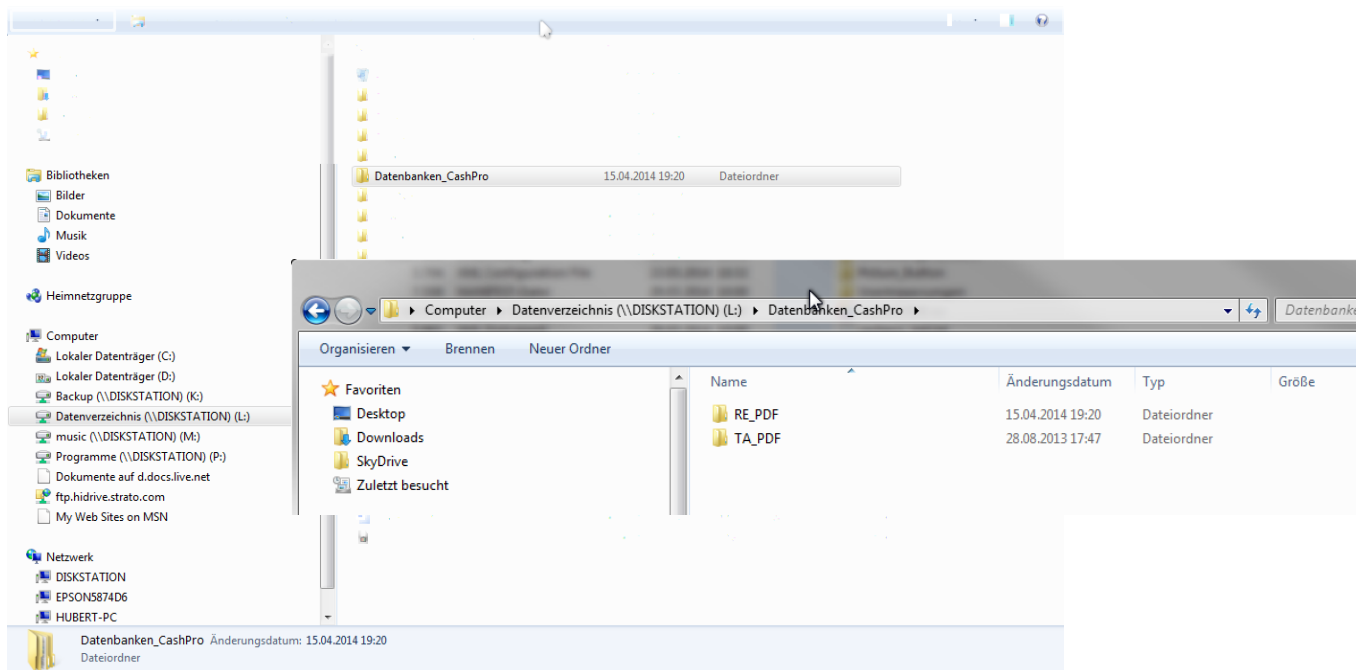 Bibliotheken
Bilder
Dokumente
Musik
Videos
Heimnetzgruppe
Computer
Lokaler Datenträger (C:)
Lokaler Datenträger (D:)
Backup (\\DISKSTATION) (K:)
Datenverzeichnis (\\DISKSTATION) (L:)
music (\\DISKSTATION) (M:)
Programme (\\DISKSTATION) (P:)
Dokumente auf d.docs.live.net
ftp.hidrive.strato.com
My Web Sites on MSN
Netzwerk
DISKSTATION
EPSON5874D6
HUBERT-PC
Datenbanken_CashPro 15.04.2014 19:20 Dateiordner
Computer Datenverzeichnis (\\DISKSTATION) (L:) Datenbanken_CashPro
Datenbanke
Organisieren Brennen Neuer Ordner
Favoriten
Desktop
Downloads
SkyDrive
Zuletzt besucht
Name Änderungsdatum Typ Größe
RE_PDF 15.04.2014 19:20 Dateiordner
TA_PDF 28.08.2013 17:47 Dateiordner
Datenbanken_CashPro Änderungsdatum: 15.04.2014 19:20
Dateiordner